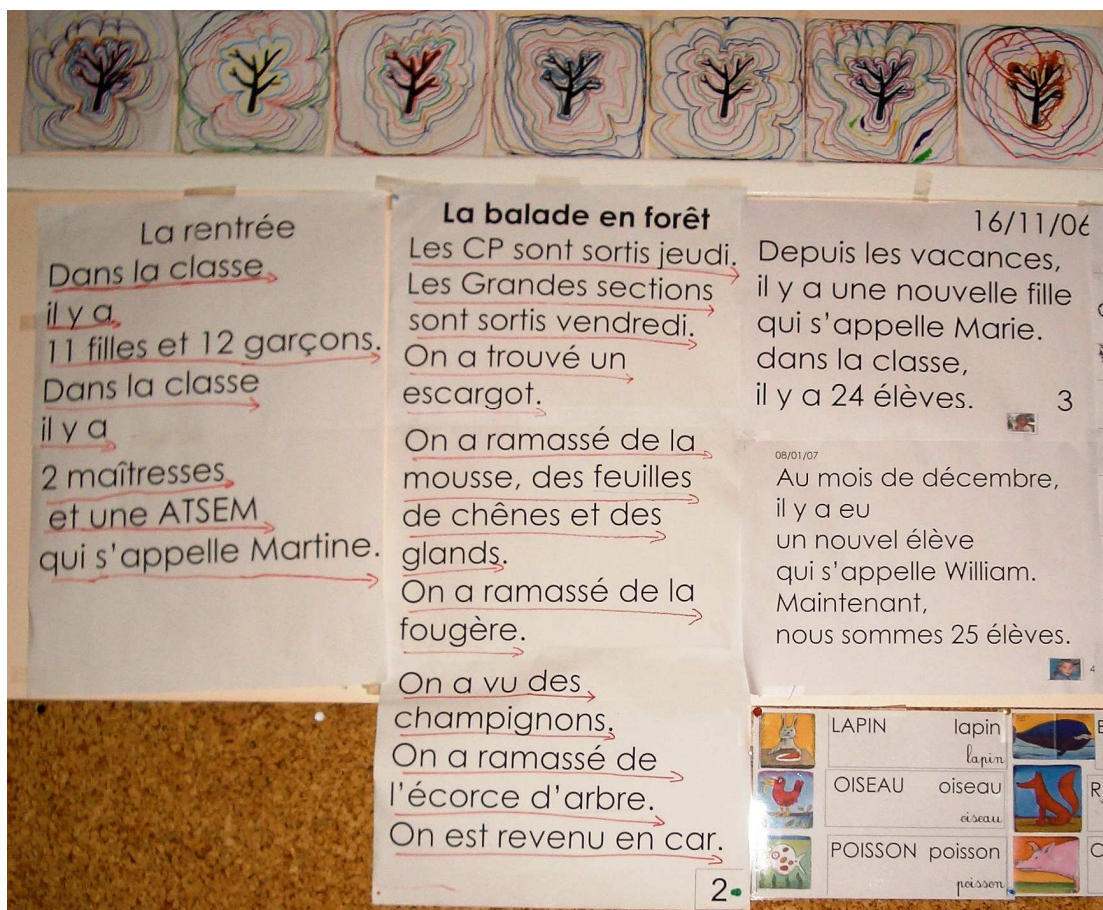 La rentrée
Dans la classe
il y a
11 filles et 12 garçons.
Dans la classe
il y a
2 maîtresses
et une ATSEM
qui s'appelle Martine.
La balade en forêt
Les CP sont sortis jeudi.
Les Grandes sections
sont sortis vendredi.
On a trouvé un
escargot.
On a ramassé de la
mousse, des feuilles
de chênes et des
glands.
On a ramassé de la
fougère.
On a vu des
champignons.
On a ramassé de
l'écorce d'arbre.
On est revenu en car.
2
16/11/06
Depuis les vacances,
il y a une nouvelle fille
qui s'appelle Marie.
dans la classe,
il y a 24 élèves.
3
08/01/07
Au mois de décembre,
il y a eu
un nouvel élève
qui s'appelle William.
Maintenant,
nous sommes 25 élèves.
4
LAPIN lapin
lapin
OISEAU oiseau
oiseau
POISSON poisson
poisson
R